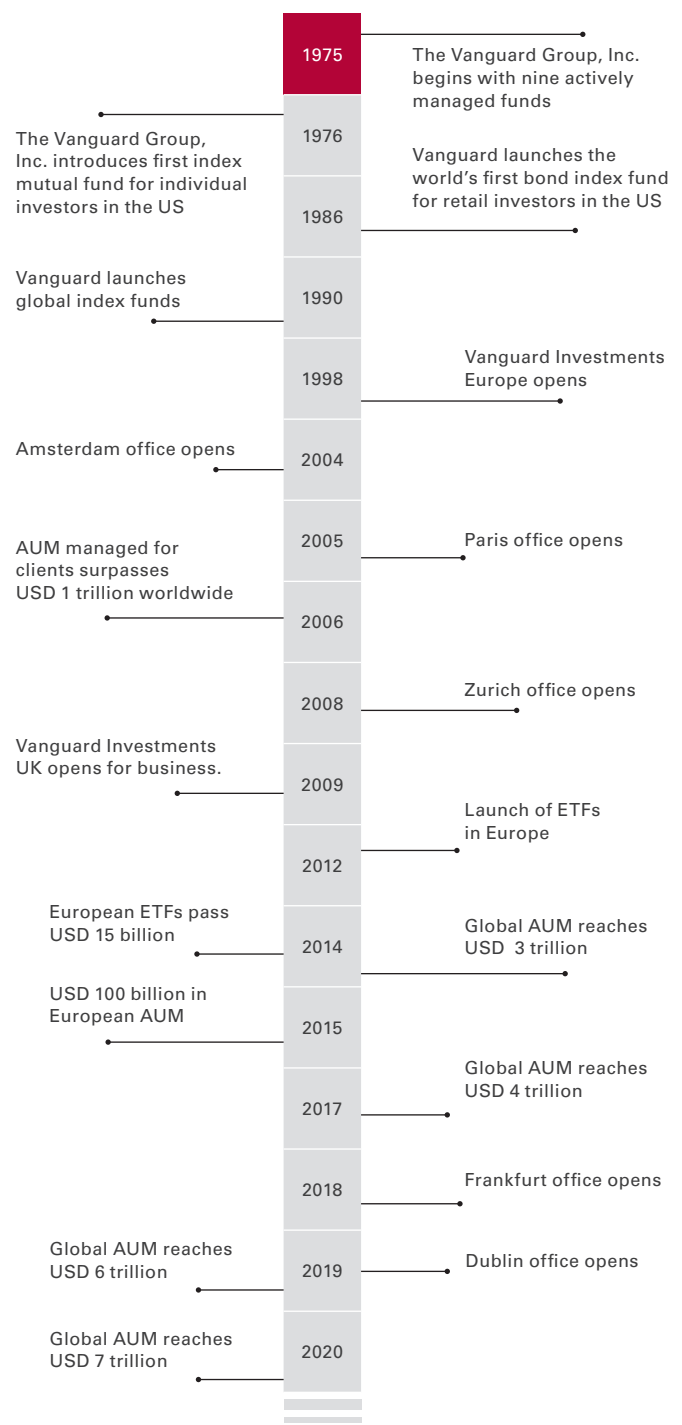 1975
The Vanguard Group, Inc.
begins with nine actively
managed funds
1976
The Vanguard Group,
Inc. introduces first index
mutual fund for individual
investors in the US
1986
Vanguard launches the
world’s first bond index fund
for retail investors in the US
1990
Vanguard launches
global index funds
1998
Vanguard Investments
Europe opens
2004
Amsterdam office opens
2005
Paris office opens
2006
AUM managed for
clients surpasses
USD 1 trillion worldwide
2008
Zurich office opens
2009
Vanguard Investments
UK opens for business.
2012
Launch of ETFs
in Europe
2014
European ETFs pass
USD 15 billion
Global AUM reaches
USD 3 trillion
2015
USD 100 billion in
European AUM
2017
Global AUM reaches
USD 4 trillion
2018
Frankfurt office opens
2019
Global AUM reaches
USD 6 trillion
Dublin office opens
2020
Global AUM reaches
USD 7 trillion